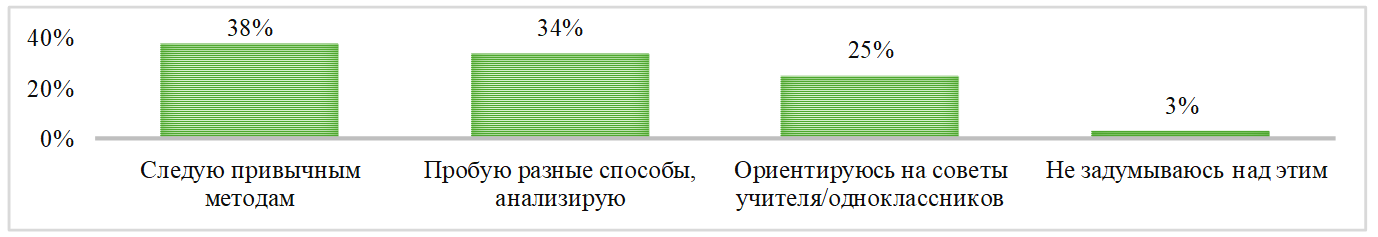 38%
34%
25%
3%
40%
20%
0%
Следую привычным
методам
Пробую разные способы,
анализирую
Ориентируюсь на советы
учителя/одноклассников
Не задумываюсь над этим